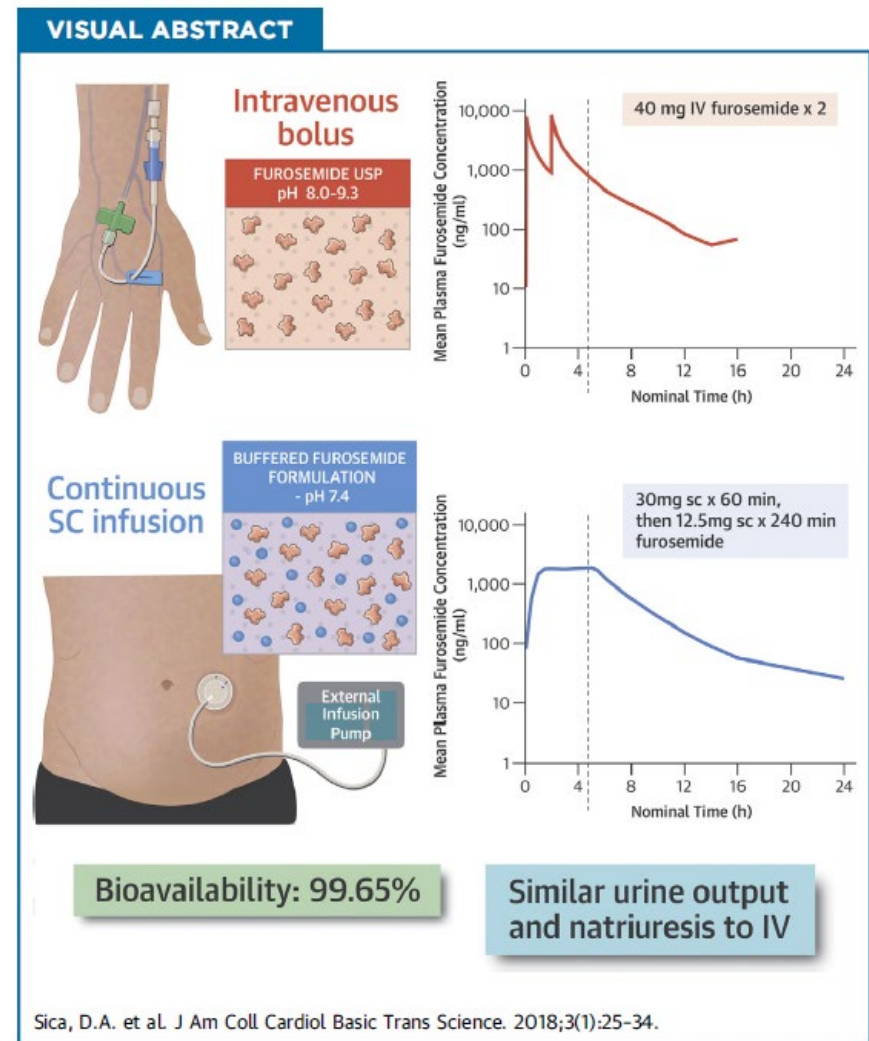 VISUAL ABSTRACT
Intravenous
bolus
FUROSEMIDE USP
pH 8.0-9.3
Mean Plasma Furosemide Concentration
(ng/ml)
10,000
1,000
100
10
1
40 mg IV furosemide x 2
0 4 8 12 16 20 24
Nominal Time (h)
Continuous
SC infusion
BUFFERED FUROSEMIDE
FORMULATION
- pH 7.4
External
Infusion
Pump
Mean Plasma Furosemide Concentration
(ng/ml)
10,000
1,000
100
10
1
30mg sc x 60 min,
then 12.5mg sc x 240 min
furosemide
0 4 8 12 16 20 24
Nominal Time (h)
Bioavailability: 99.65%
Similar urine output
and natriuresis to IV
Sica, D.A. et al. J Am Coll Cardiol Basic Trans Science. 2018;3(1):25-34.